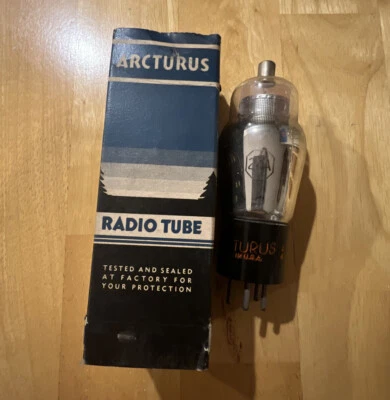 ARCTURUS
RADIO TUBE
TESTED AND SEALED
AT FACTORY FOR
YOUR PROTECTION
TURUS
U.S.A.